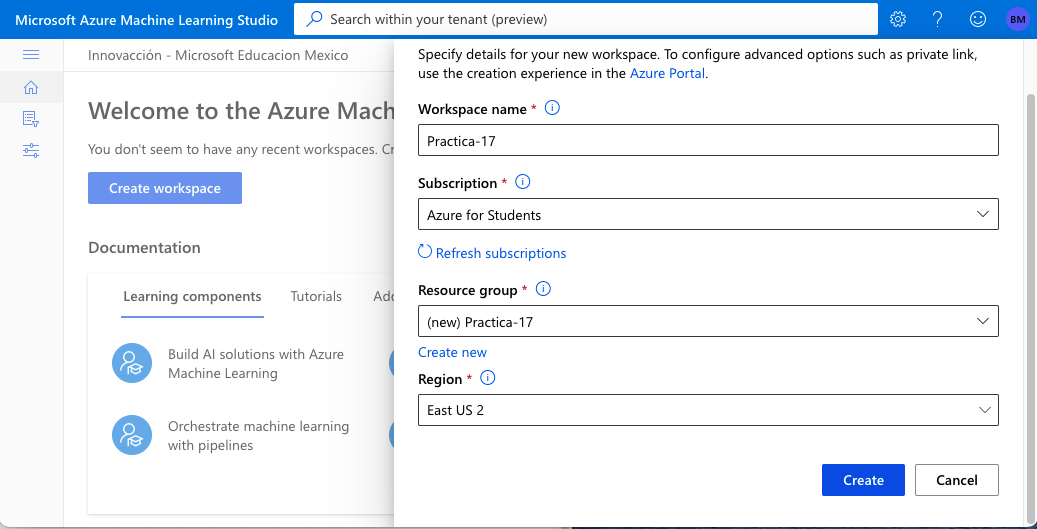 Microsoft Azure Machine Learning Studio
Search within your tenant (preview)
BM
Innovacción - Microsoft Educacion Mexico
Welcome to the Azure Mach
You don't seem to have any recent workspaces.
Create workspace
Documentation
Learning components
Tutorials
Build AI solutions with Azure
Machine Learning
Orchestrate machine learning
with pipelines
Specify details for your new workspace. To configure advanced options such as private link,
use the creation experience in the Azure Portal.
Workspace name *
Practica-17
Subscription *
Azure for Students
Refresh subscriptions
Resource group *
(new) Practica-17
Create new
Region *
East US 2
Create
Cancel